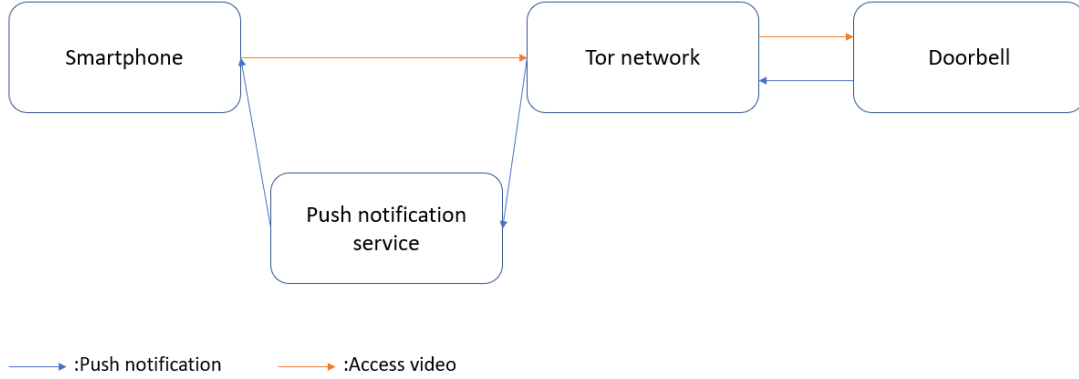 Smartphone
Tor network
Doorbell
Push notification
service
:Push notification
:Access video